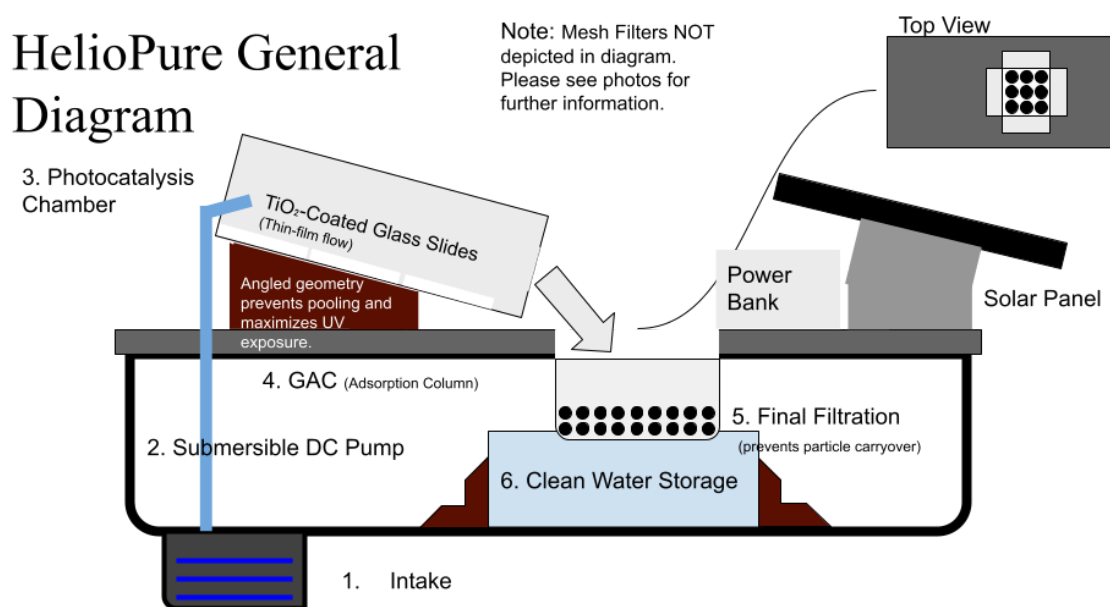 HelioPure General
Diagram
Note: Mesh Filters NOT
depicted in diagram.
Please see photos for
further information.
Top View
3. Photocatalysis
Chamber
TiO₂-Coated Glass Slides
(Thin-film flow)
Angled geometry
prevents pooling and
maximizes UV
exposure.
Power
Bank
Solar Panel
4. GAC (Adsorption Column)
5. Final Filtration
(prevents particle carryover)
2. Submersible DC Pump
6. Clean Water Storage
1. Intake